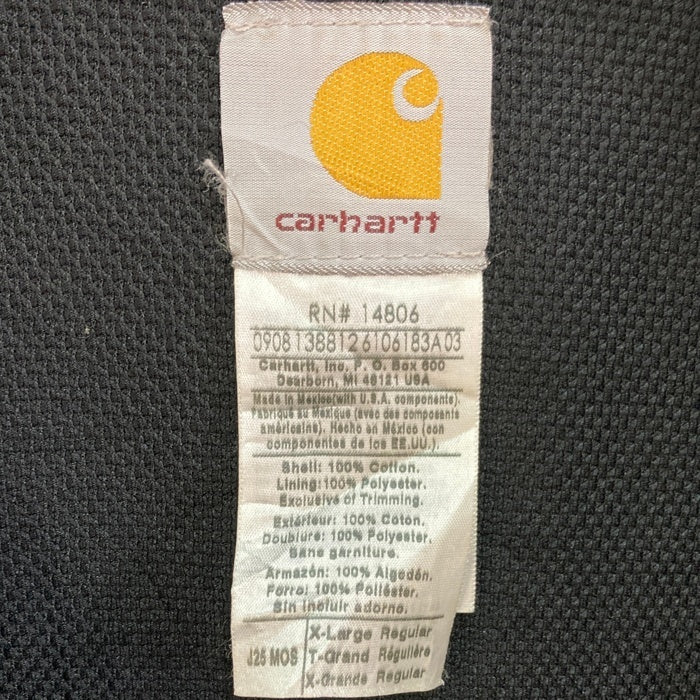 carhartt
RN# 14806
09081388126106183A03
Carhartt, Inc. P. O. Box 600
Dearborn, MI 48121 USA
Made in Mexico(with U.S.A. components).
Fabriqué au Mexique (avec des composants
américains). Hecho en México (con
componentes de los EE.UU.).
Shell: 100% Cotton.
Lining: 100% Polyester.
Exclusive of Trimming.
Extérieur: 100% Coton.
Doublure: 100% Polyester.
Sans garniture.
Armazón: 100% Algodón.
Forro: 100% Poliéster.
Sin incluir adorno.
J25 MOS
X-Large Regular
T-Grand Régulière
X-Grande Regular